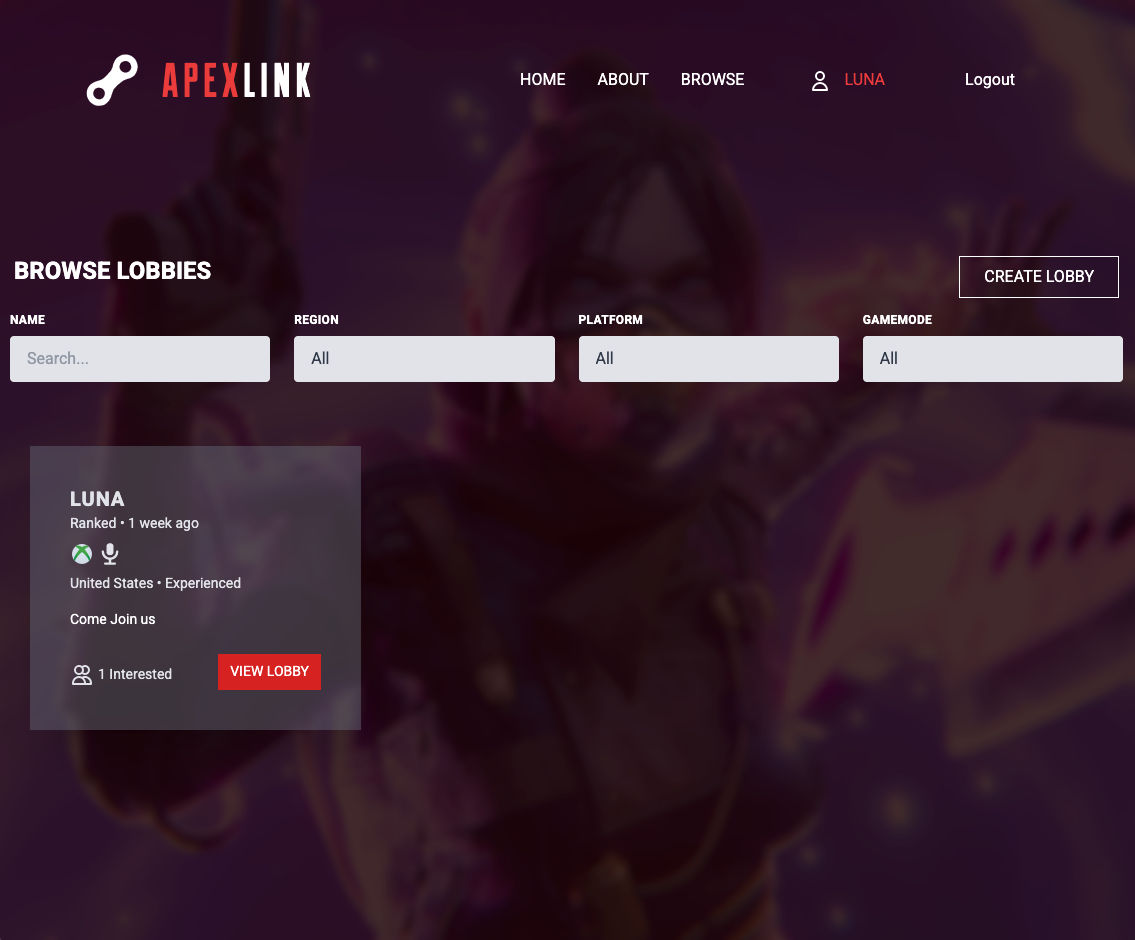 APEXLINK HOME ABOUT BROWSE LUNA Logout
BROWSE LOBBIES CREATE LOBBY
NAME REGION PLATFORM GAMEMODE
Search... All All All
LUNA
Ranked • 1 week ago
United States • Experienced
Come Join us
1 Interested VIEW LOBBY